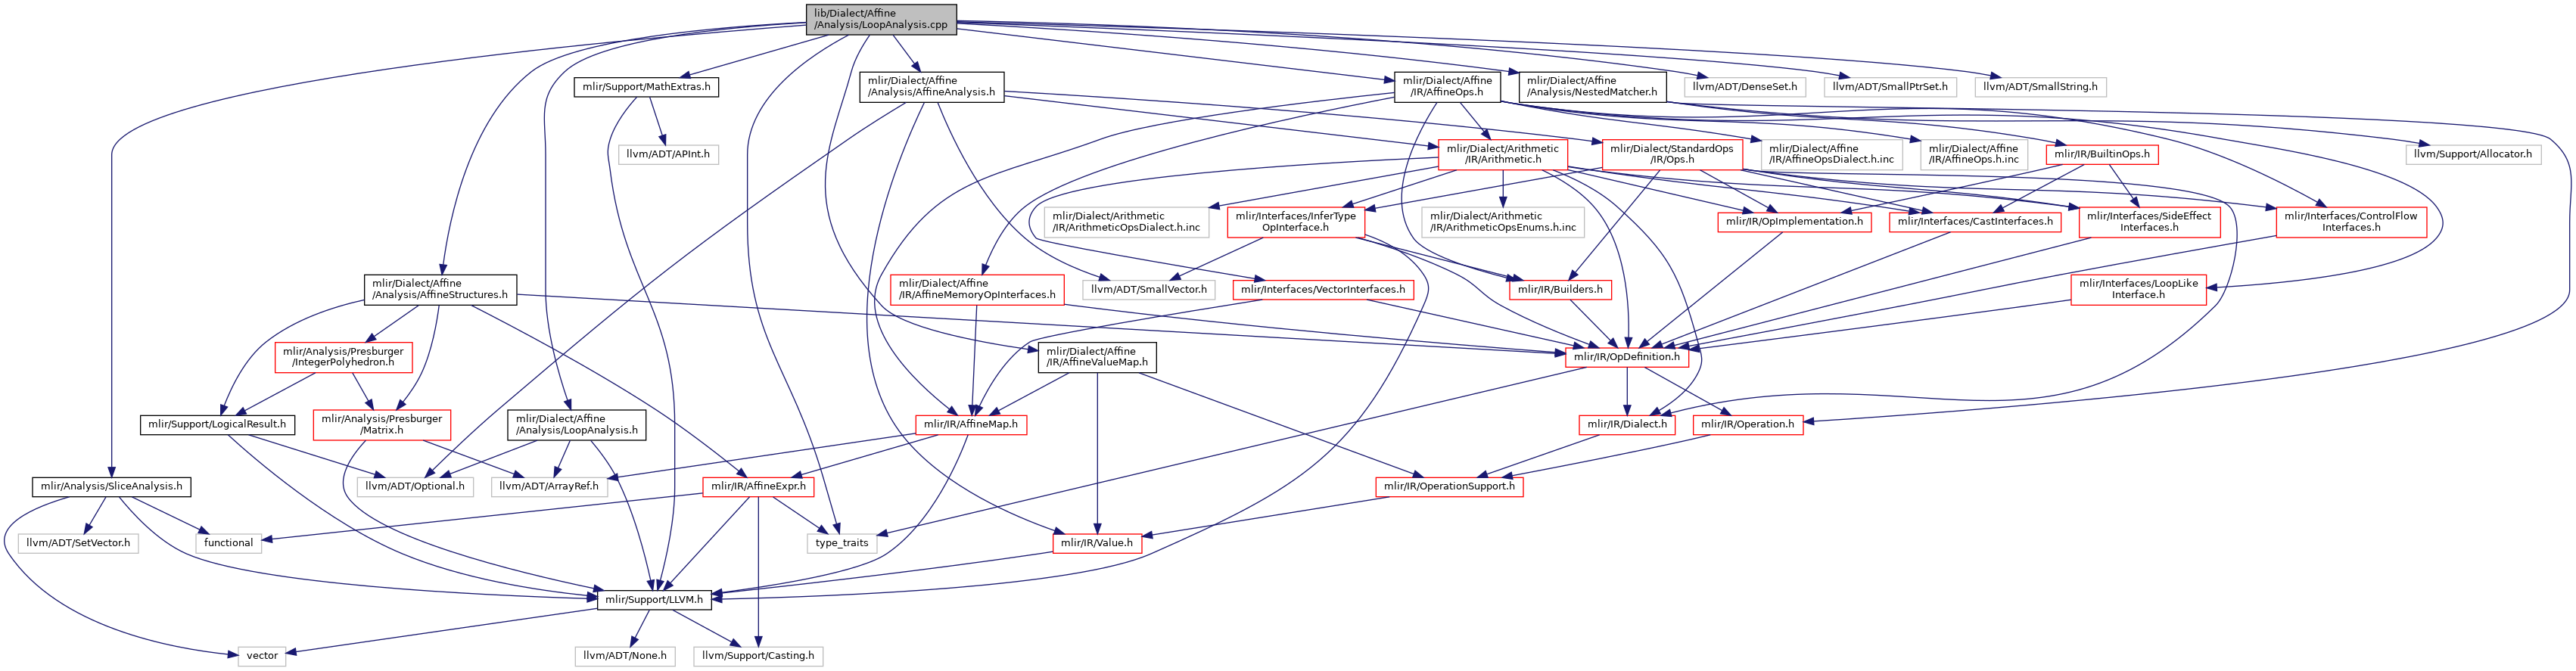 lib/Dialect/Affine
/Analysis/LoopAnalysis.cpp
mlir/Support/MathExtras.h
mlir/Dialect/Affine
/Analysis/AffineAnalysis.h
mlir/Dialect/Affine
/IR/AffineOps.h
mlir/Dialect/Affine
/Analysis/NestedMatcher.h
llvm/ADT/DenseSet.h
llvm/ADT/SmallPtrSet.h
llvm/ADT/SmallString.h
llvm/ADT/APInt.h
mlir/Dialect/Arithmetic
/IR/Arithmetic.h
mlir/Dialect/StandardOps
/IR/Ops.h
mlir/Dialect/Affine
/IR/AffineOpsDialect.h.inc
mlir/Dialect/Affine
/IR/AffineOps.h.inc
mlir/IR/BuiltinOps.h
llvm/Support/Allocator.h
mlir/Dialect/Arithmetic
/IR/ArithmeticOpsDialect.h.inc
mlir/Interfaces/InferType
OpInterface.h
mlir/Dialect/Arithmetic
/IR/ArithmeticOpsEnums.h.inc
mlir/IR/OpImplementation.h
mlir/Interfaces/CastInterfaces.h
mlir/Interfaces/SideEffect
Interfaces.h
mlir/Interfaces/ControlFlow
Interfaces.h
mlir/Dialect/Affine
/Analysis/AffineStructures.h
mlir/Dialect/Affine
/IR/AffineMemoryOpInterfaces.h
llvm/ADT/SmallVector.h
mlir/Interfaces/VectorInterfaces.h
mlir/IR/Builders.h
mlir/Interfaces/LoopLike
Interface.h
mlir/Analysis/Presburger
/IntegerPolyhedron.h
mlir/Dialect/Affine
/IR/AffineValueMap.h
mlir/IR/OpDefinition.h
mlir/Support/LogicalResult.h
mlir/Analysis/Presburger
/Matrix.h
mlir/Dialect/Affine
/Analysis/LoopAnalysis.h
mlir/IR/AffineMap.h
mlir/IR/Dialect.h
mlir/IR/Operation.h
mlir/Analysis/SliceAnalysis.h
llvm/ADT/Optional.h
llvm/ADT/ArrayRef.h
mlir/IR/AffineExpr.h
mlir/IR/OperationSupport.h
llvm/ADT/SetVector.h
functional
type_traits
mlir/IR/Value.h
mlir/Support/LLVM.h
vector
llvm/ADT/None.h
llvm/Support/Casting.h